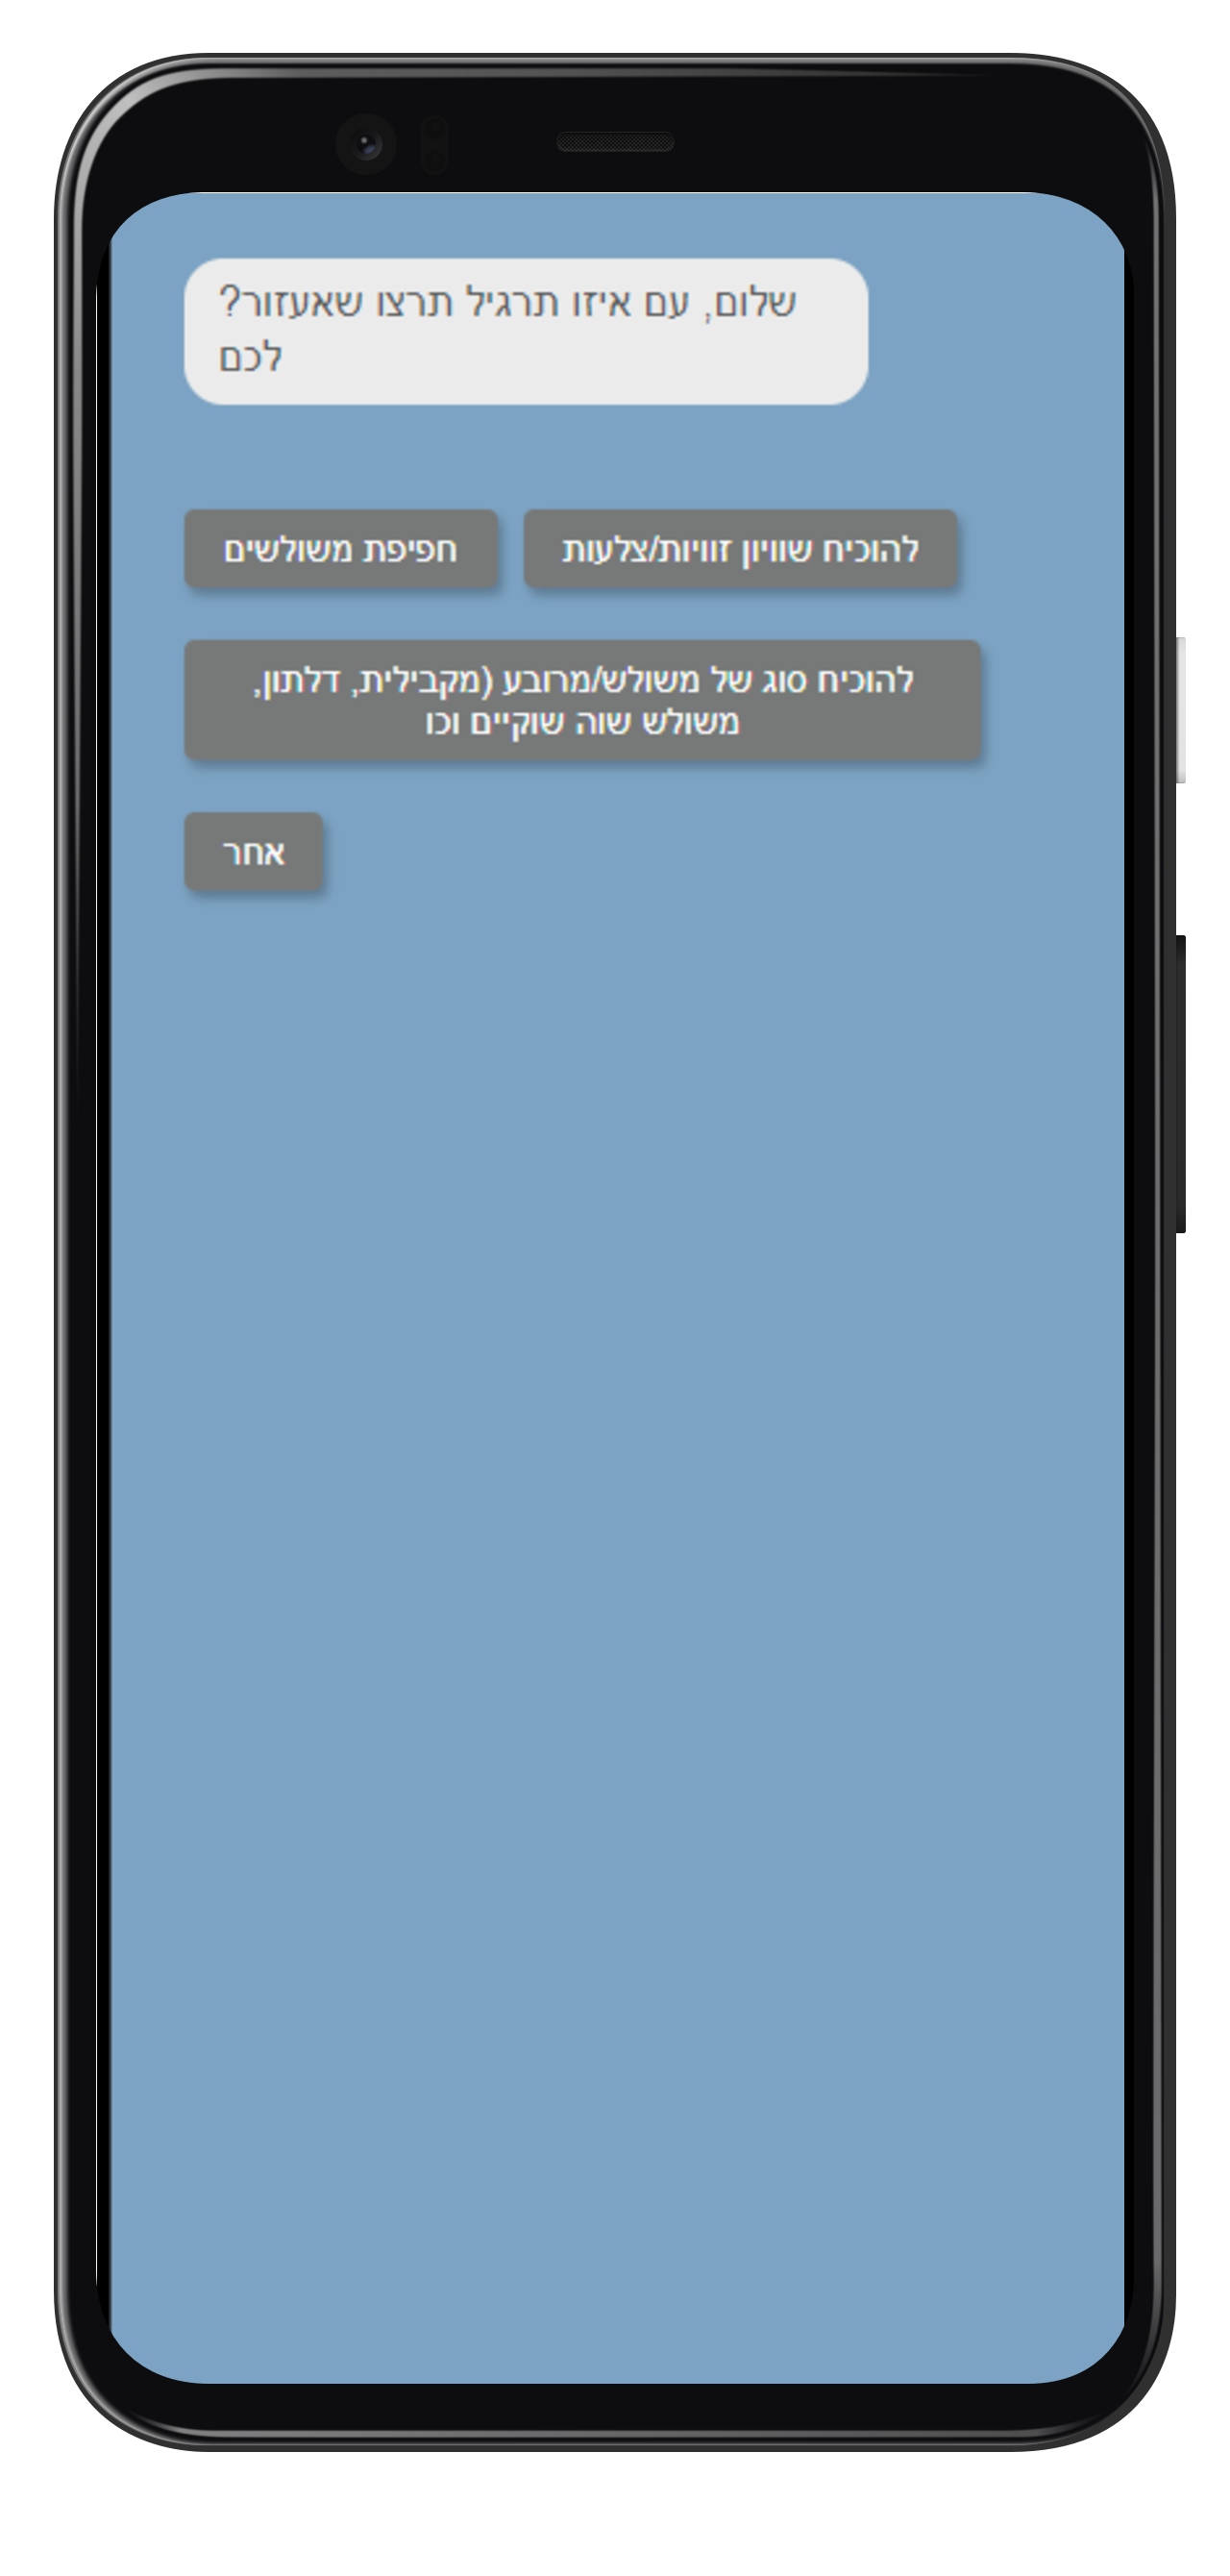 שלום, עם איזו תרגיל תרצו שאעזור?
לכם
חפיפת משולשים
להוכיח שוויון זוויות/צלעות
להוכיח סוג של משולש/מרובע (מקבילית, דלתון,
משולש שוה שוקיים וכו
אחר